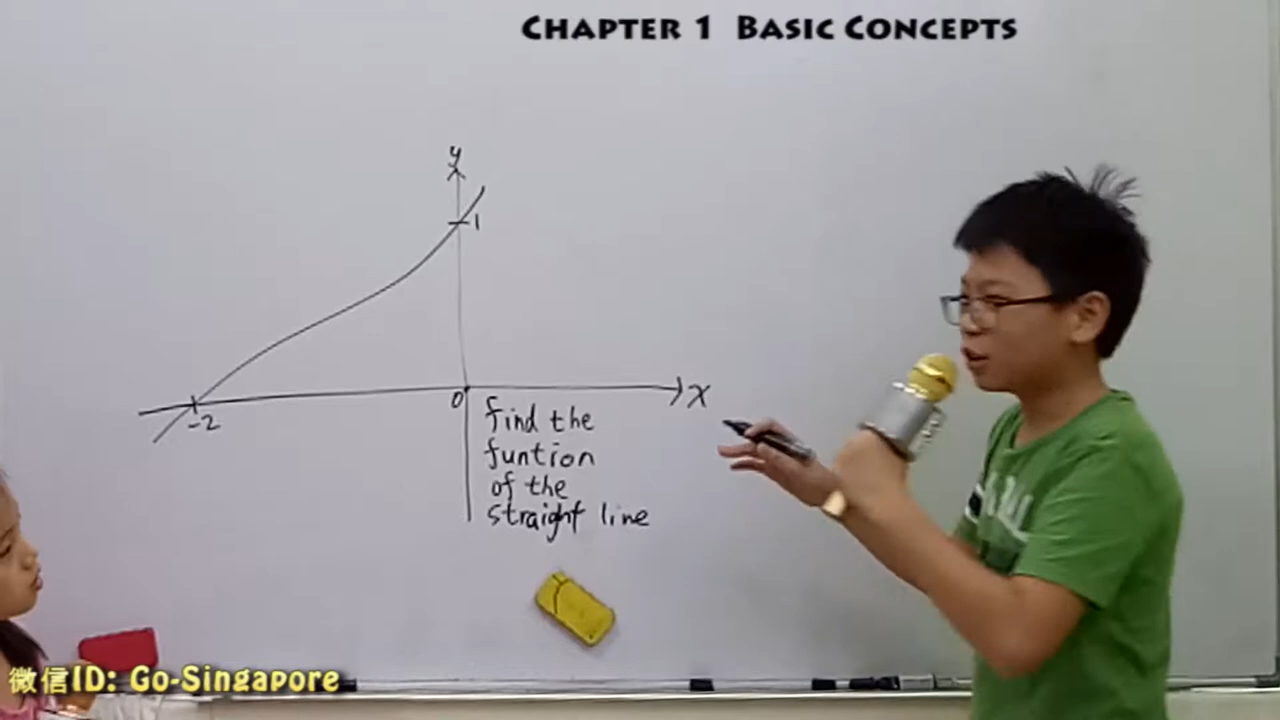 CHAPTER 1 BASIC CONCEPTS
y
1
-2
0
x
find the
funtion
of the
straight line
微信ID: Go-Singapore